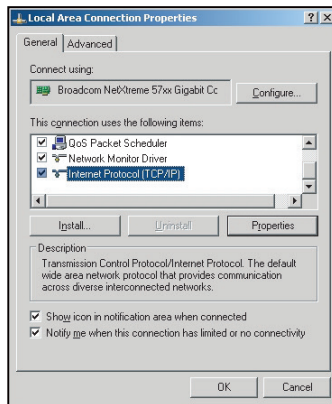 Local Area Connection Properties
General Advanced
Connect using:
Broadcom NetXtreme 57xx Gigabit Cc
Configure...
This connection uses the following items:
QoS Packet Scheduler
Network Monitor Driver
Internet Protocol (TCP/IP)
Install... Uninstall Properties
Description
Transmission Control Protocol/Internet Protocol. The default
wide area network protocol that provides communication
across diverse interconnected networks.
Show icon in notification area when connected
Notify me when this connection has limited or no connectivity
OK Cancel